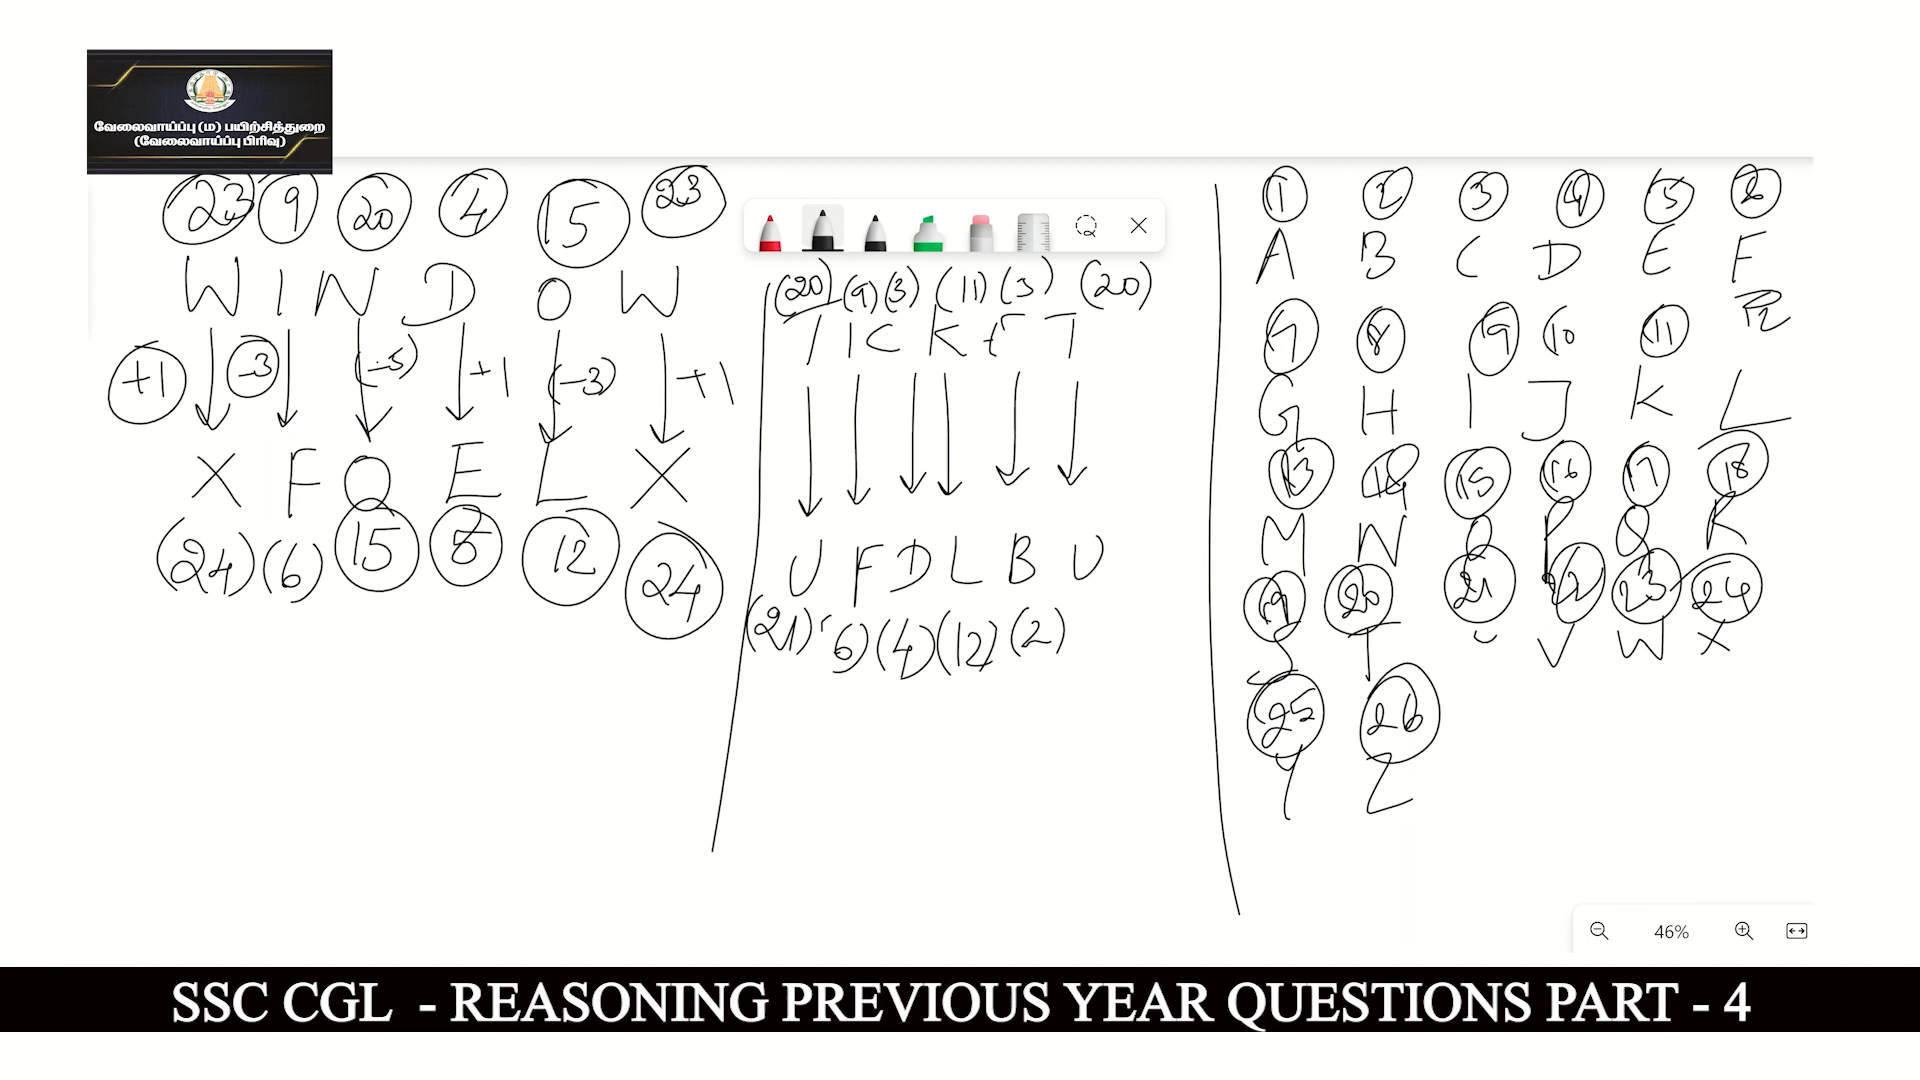 வேலைவாய்ப்பு (ம) பயிற்சித்துறை
(வேலைவாய்ப்பு பிரிவு)
23 9 20 4 15 23
W I N D O W
+1 -3 (-5) +1 (-3) +1
X F O E L X
(24) (6) 15 5 12 24
(20) (9) (3) (11) (3) (20)
T I C K E T
U F D L B U
(21) 6) (4) (12) (2)
1 2 3 4 5 6
A B C D E F
7 8 9 10 11 12
G H I J K L
13 14 15 16 17 18
M N O P Q R
19 20 21 22 23 24
S T U V W X
25 26
Y Z
46%
SSC CGL - REASONING PREVIOUS YEAR QUESTIONS PART - 4